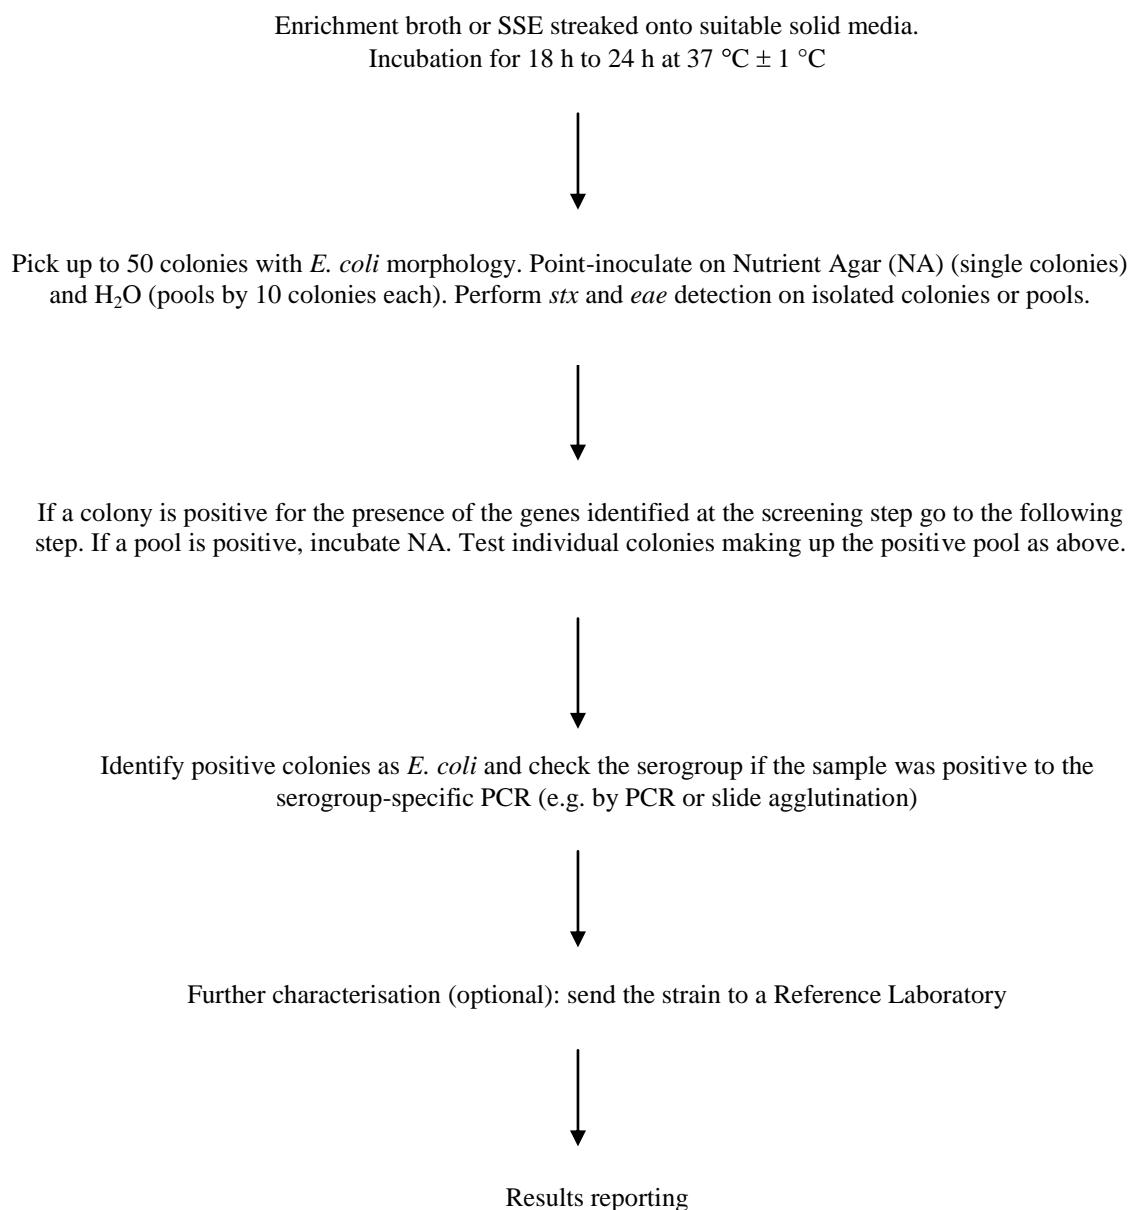 Enrichment broth or SSE streaked onto suitable solid media.
Incubation for 18 h to 24 h at 37 °C ± 1 °C
Pick up to 50 colonies with E. coli morphology. Point-inoculate on Nutrient Agar (NA) (single colonies)
and H₂O (pools by 10 colonies each). Perform stx and eae detection on isolated colonies or pools.
If a colony is positive for the presence of the genes identified at the screening step go to the following
step. If a pool is positive, incubate NA. Test individual colonies making up the positive pool as above.
Identify positive colonies as E. coli and check the serogroup if the sample was positive to the
serogroup-specific PCR (e.g. by PCR or slide agglutination)
Further characterisation (optional): send the strain to a Reference Laboratory
Results reporting